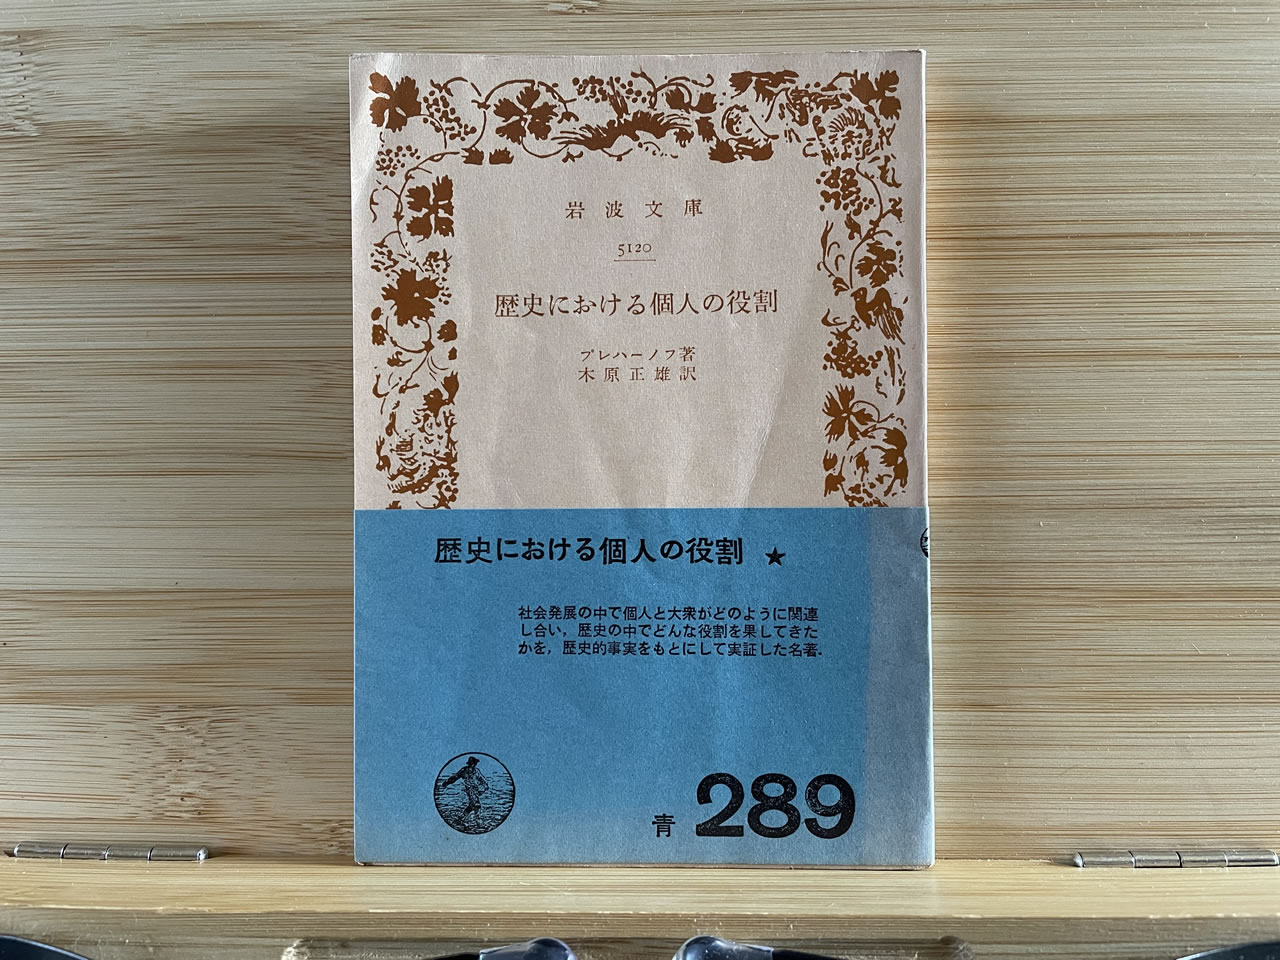 岩波文庫
5120
歴史における個人の役割
プレハーノフ著
木原正雄訳
歴史における個人の役割 ★
社会発展の中で個人と大衆がどのように関連
し合い，歴史の中でどんな役割を果してきた
かを，歴史的事実をもとにして実証した名著．
青 289